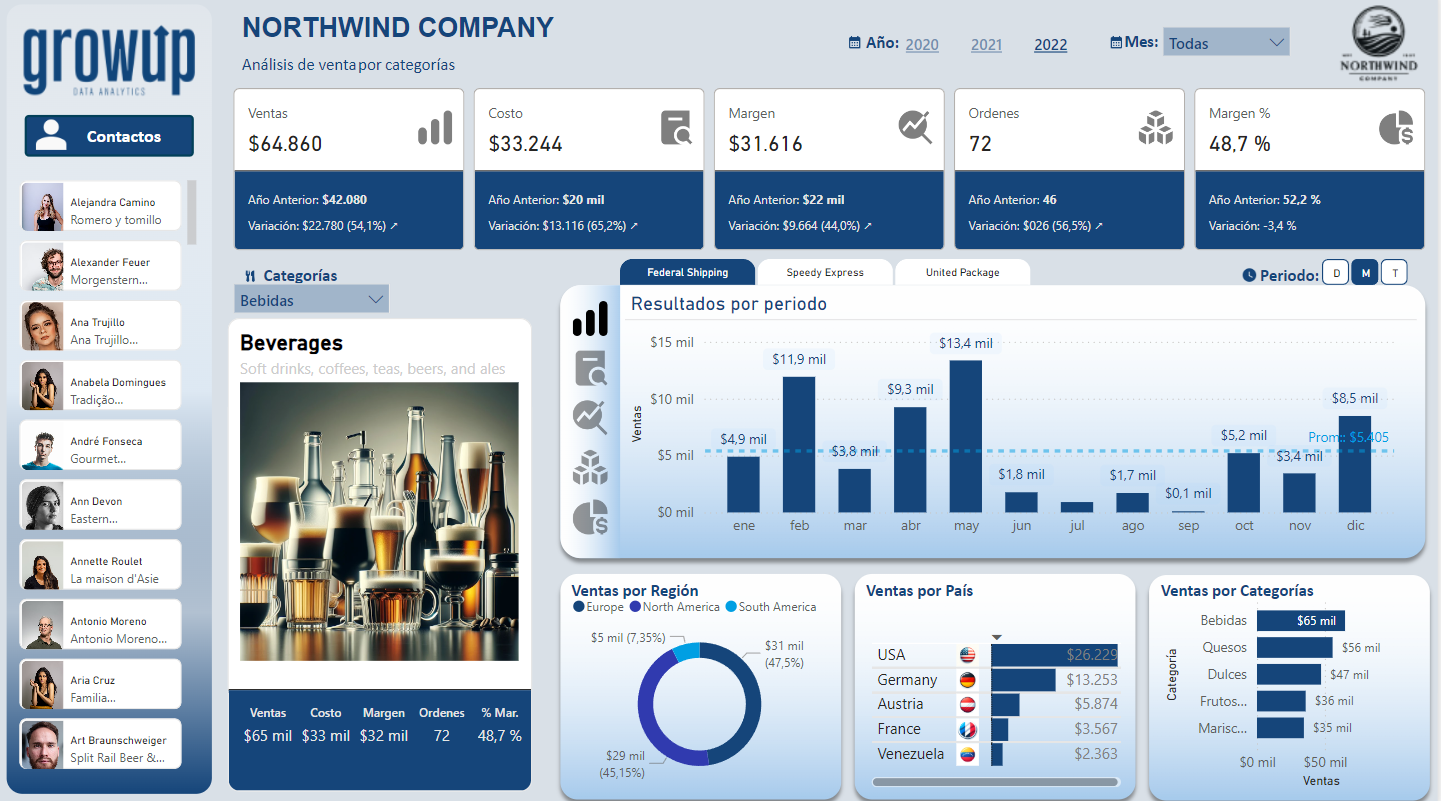 growup
DATA ANALYTICS
Contactos
Alejandra Camino
Romero y tomillo
Alexander Feuer
Morgenstern...
Ana Trujillo
Ana Trujillo...
Anabela Domingues
Tradição...
André Fonseca
Gourmet...
Ann Devon
Eastern...
Annette Roulet
La maison d'Asie
Antonio Moreno
Antonio Moreno...
Aria Cruz
Familia...
Art Braunschweiger
Split Rail Beer &...
NORTHWIND COMPANY
Análisis de venta por categorías
Año: 2020 2021 2022
Mes: Todas
NORTHWIND
COMPANY
Ventas
$64.860
Año Anterior: $42.080
Variación: $22.780 (54,1%) ↗
Costo
$33.244
Año Anterior: $20 mil
Variación: $13.116 (65,2%) ↗
Margen
$31.616
Año Anterior: $22 mil
Variación: $9.664 (44,0%) ↗
Ordenes
72
Año Anterior: 46
Variación: $026 (56,5%) ↗
Margen %
48,7 %
Año Anterior: 52,2 %
Variación: -3,4 %
Categorías
Bebidas
Beverages
Soft drinks, coffees, teas, beers, and ales
Ventas Costo Margen Ordenes % Mar.
$65 mil $33 mil $32 mil 72 48,7 %
Federal Shipping Speedy Express United Package
Periodo: D M T
Resultados por periodo
Ventas
$15 mil
$10 mil
$5 mil
$0 mil
$4,9 mil $11,9 mil $3,8 mil $9,3 mil $13,4 mil $1,8 mil $1,7 mil $0,1 mil $5,2 mil $3,4 mil $8,5 mil
Prom.: $5.405
ene feb mar abr may jun jul ago sep oct nov dic
Ventas por Región
Europe North America South America
$5 mil (7,35%)
$31 mil
(47,5%)
$29 mil
(45,15%)
Ventas por País
USA $26.229
Germany $13.253
Austria $5.874
France $3.567
Venezuela $2.363
Ventas por Categorías
Categoría
Bebidas $65 mil
Quesos $56 mil
Dulces $47 mil
Frutos... $36 mil
Marisc... $35 mil
$0 mil $50 mil
Ventas